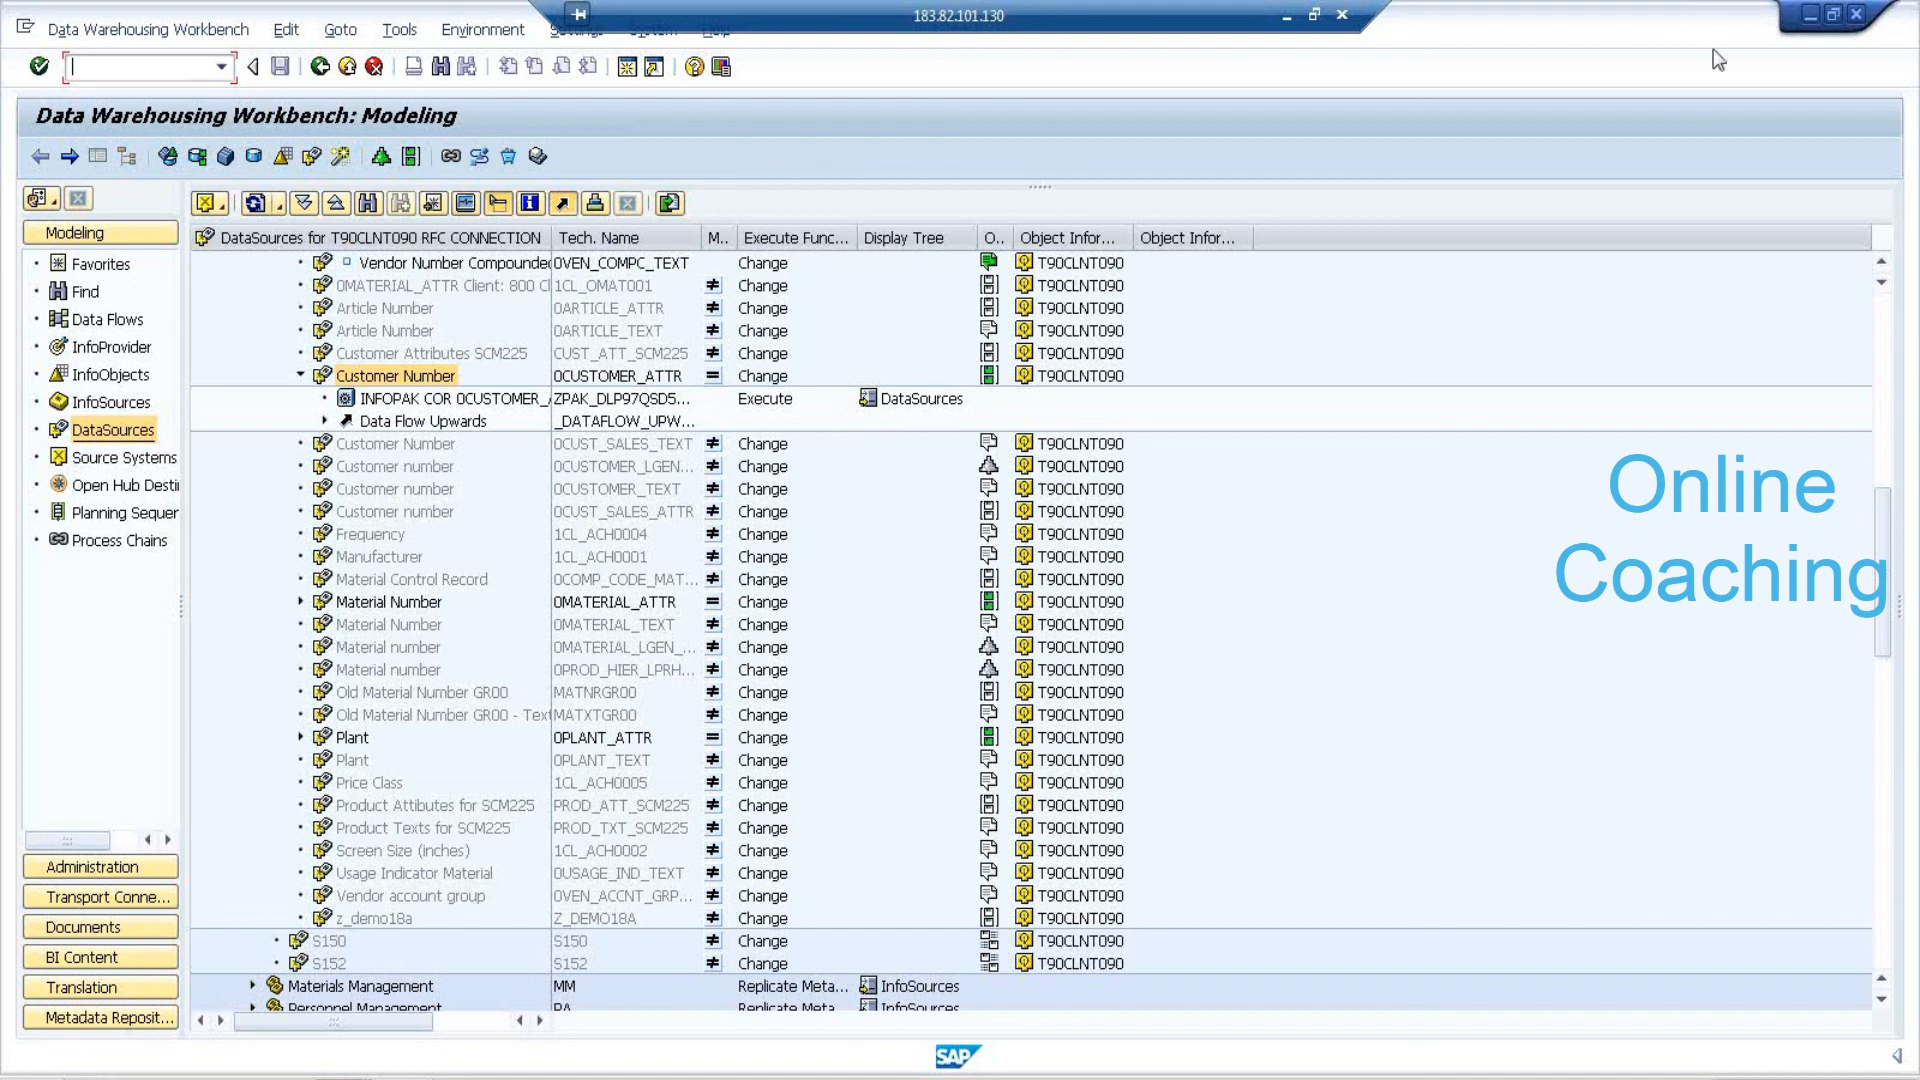 183.82.101.130
Data Warehousing Workbench Edit Goto Tools Environment
Data Warehousing Workbench: Modeling
Modeling
Favorites
Find
Data Flows
InfoProvider
InfoObjects
InfoSources
DataSources
Source Systems
Open Hub Desti
Planning Sequer
Process Chains
Administration
Transport Conne...
Documents
BI Content
Translation
Metadata Reposit...
DataSources for T90CLNT090 RFC CONNECTION Tech. Name M.. Execute Func... Display Tree O.. Object Infor... Object Infor...
Vendor Number Compounded 0VEN_COMPC_TEXT Change T90CLNT090
0MATERIAL_ATTR Client: 800 Cl 1CL_OMAT001 ≠ Change T90CLNT090
Article Number 0ARTICLE_ATTR ≠ Change T90CLNT090
Article Number 0ARTICLE_TEXT ≠ Change T90CLNT090
Customer Attributes SCM225 CUST_ATT_SCM225 ≠ Change T90CLNT090
Customer Number 0CUSTOMER_ATTR = Change T90CLNT090
INFOPAK COR 0CUSTOMER_A ZPAK_DLP97QSD5... Execute DataSources
Data Flow Upwards _DATAFLOW_UPW...
Customer Number 0CUST_SALES_TEXT ≠ Change T90CLNT090
Customer number 0CUSTOMER_LGEN... ≠ Change T90CLNT090
Customer number 0CUSTOMER_TEXT ≠ Change T90CLNT090
Customer number 0CUST_SALES_ATTR ≠ Change T90CLNT090
Frequency 1CL_ACH0004 ≠ Change T90CLNT090
Manufacturer 1CL_ACH0001 ≠ Change T90CLNT090
Material Control Record 0COMP_CODE_MAT... ≠ Change T90CLNT090
Material Number 0MATERIAL_ATTR = Change T90CLNT090
Material Number 0MATERIAL_TEXT ≠ Change T90CLNT090
Material number 0MATERIAL_LGEN_... ≠ Change T90CLNT090
Material number 0PROD_HIER_LPRH... ≠ Change T90CLNT090
Old Material Number GR00 MATNRGR00 ≠ Change T90CLNT090
Old Material Number GR00 - Text MATXTGR00 ≠ Change T90CLNT090
Plant 0PLANT_ATTR = Change T90CLNT090
Plant 0PLANT_TEXT ≠ Change T90CLNT090
Price Class 1CL_ACH0005 ≠ Change T90CLNT090
Product Attibutes for SCM225 PROD_ATT_SCM225 ≠ Change T90CLNT090
Product Texts for SCM225 PROD_TXT_SCM225 ≠ Change T90CLNT090
Screen Size (inches) 1CL_ACH0002 ≠ Change T90CLNT090
Usage Indicator Material 0USAGE_IND_TEXT ≠ Change T90CLNT090
Vendor account group 0VEN_ACCNT_GRP... ≠ Change T90CLNT090
z_demo18a Z_DEMO18A ≠ Change T90CLNT090
S150 S150 ≠ Change T90CLNT090
S152 S152 ≠ Change T90CLNT090
Materials Management MM Replicate Meta... InfoSources
Personnel Management PA Replicate Meta... InfoSources
Online
Coaching
SAP